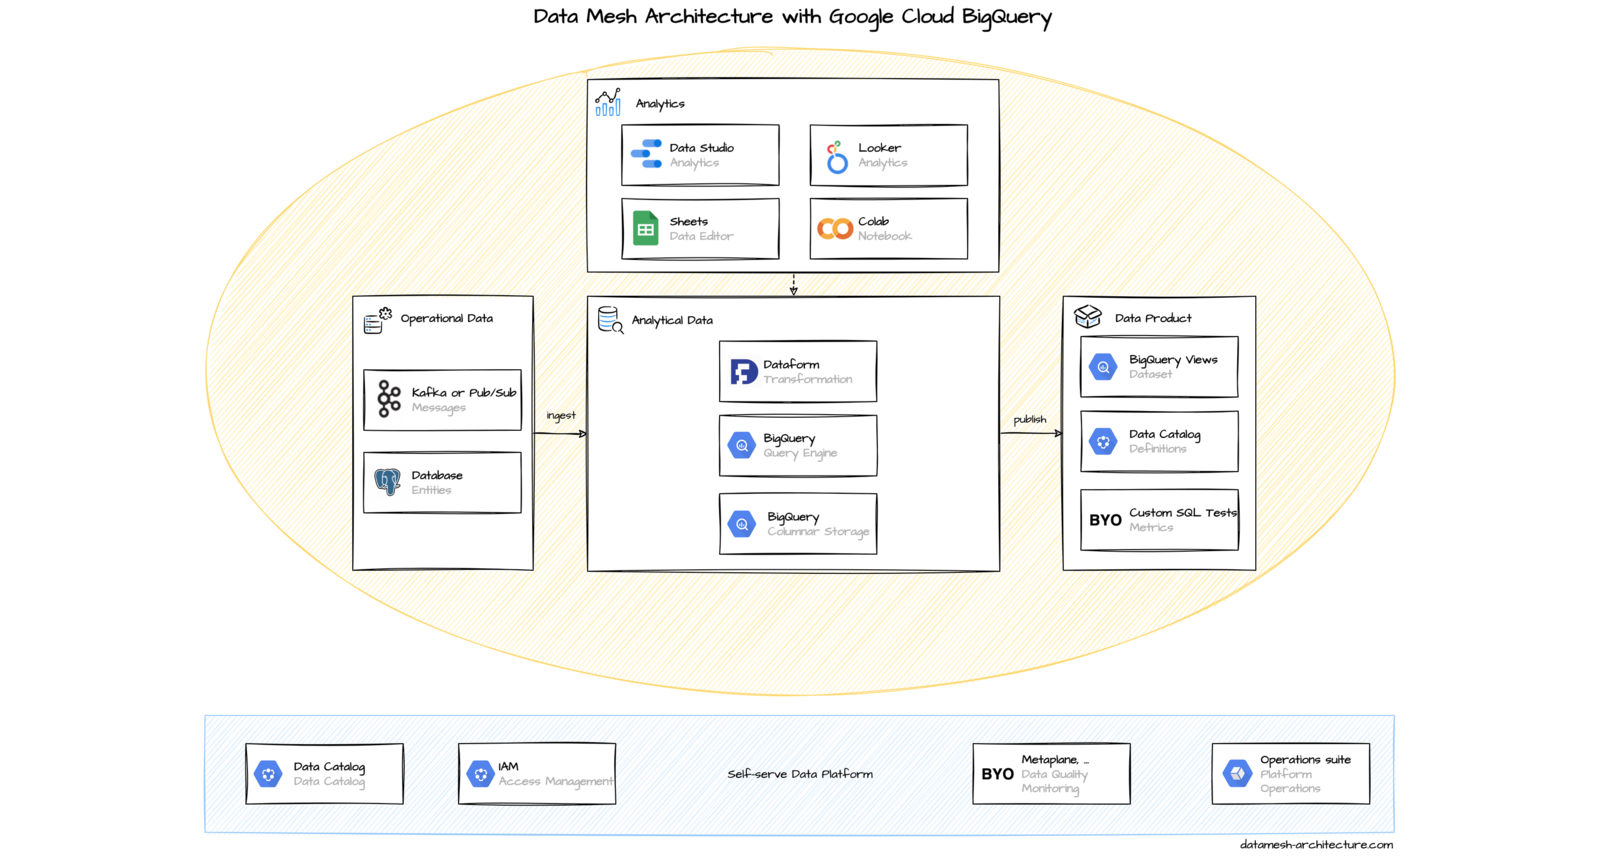 Data Mesh Architecture with Google Cloud BigQuery
Analytics
Data Studio
Analytics
Looker
Analytics
Sheets
Data Editor
Colab
Notebook
Operational Data
Kafka or Pub/Sub
Messages
Database
Entities
ingest
Analytical Data
Dataform
Transformation
BigQuery
Query Engine
BigQuery
Columnar Storage
publish
Data Product
BigQuery Views
Dataset
Data Catalog
Definitions
BYO
Custom SQL Tests
Metrics
Data Catalog
Data Catalog
IAM
Access Management
Self-serve Data Platform
BYO
Metaplane, ...
Data Quality
Monitoring
Operations suite
Platform
Operations
datamesh-architecture.com